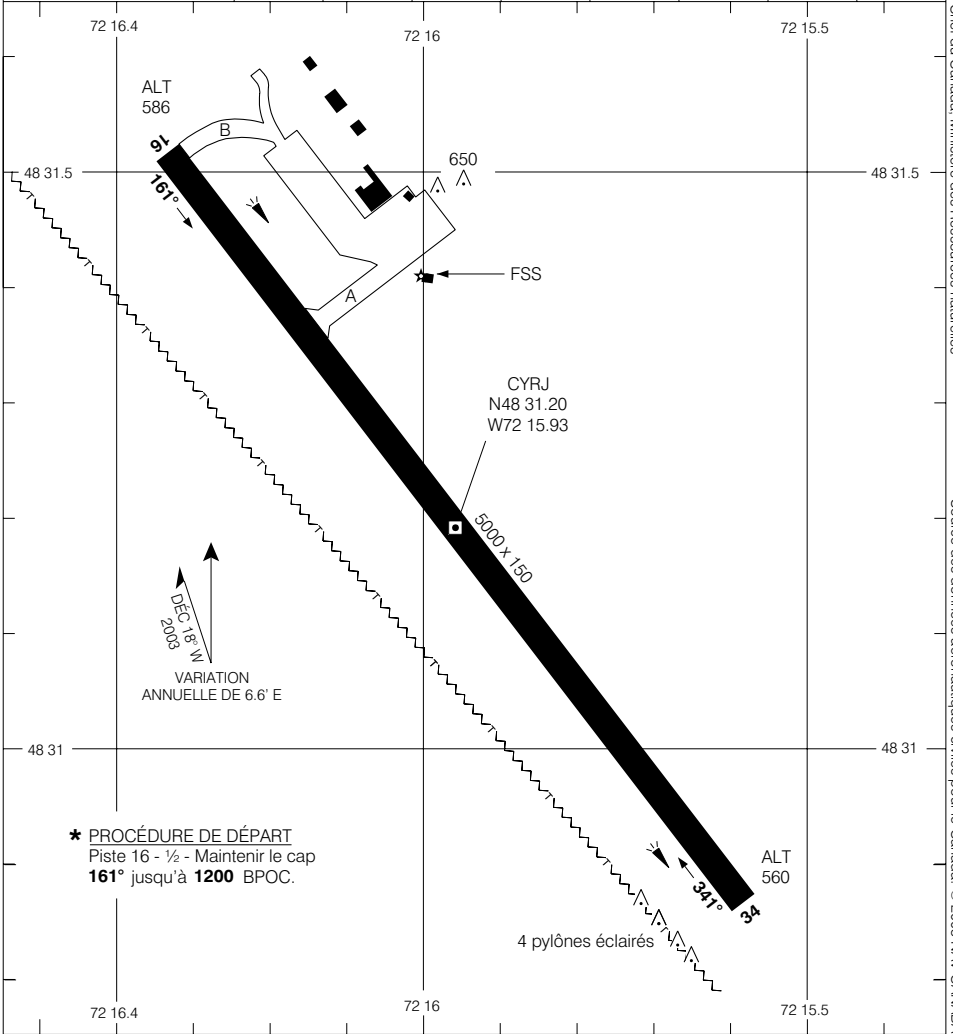 72 16.4
72 16
72 15.5
ALT
586
B
16
161°
48 31.5
650
48 31.5
FSS
A
CYRJ
N48 31.20
W72 15.93
5000 x 150
DÉC 18° W
2003
VARIATION
ANNUELLE DE 6.6' E
48 31
48 31
* PROCÉDURE DE DÉPART
Piste 16 - ½ - Maintenir le cap
161° jusqu'à 1200 BPOC.
ALT
560
341°
34
4 pylônes éclairés
72 16.4
72 16
72 15.5